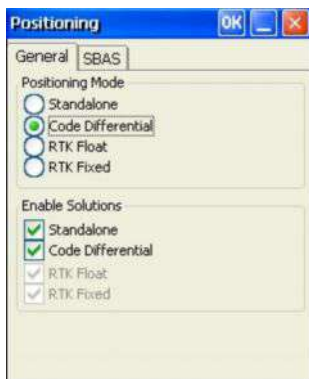 Positioning OK
General SBAS
Positioning Mode
Standalone
Code Differential
RTK Float
RTK Fixed
Enable Solutions
Standalone
Code Differential
RTK Float
RTK Fixed